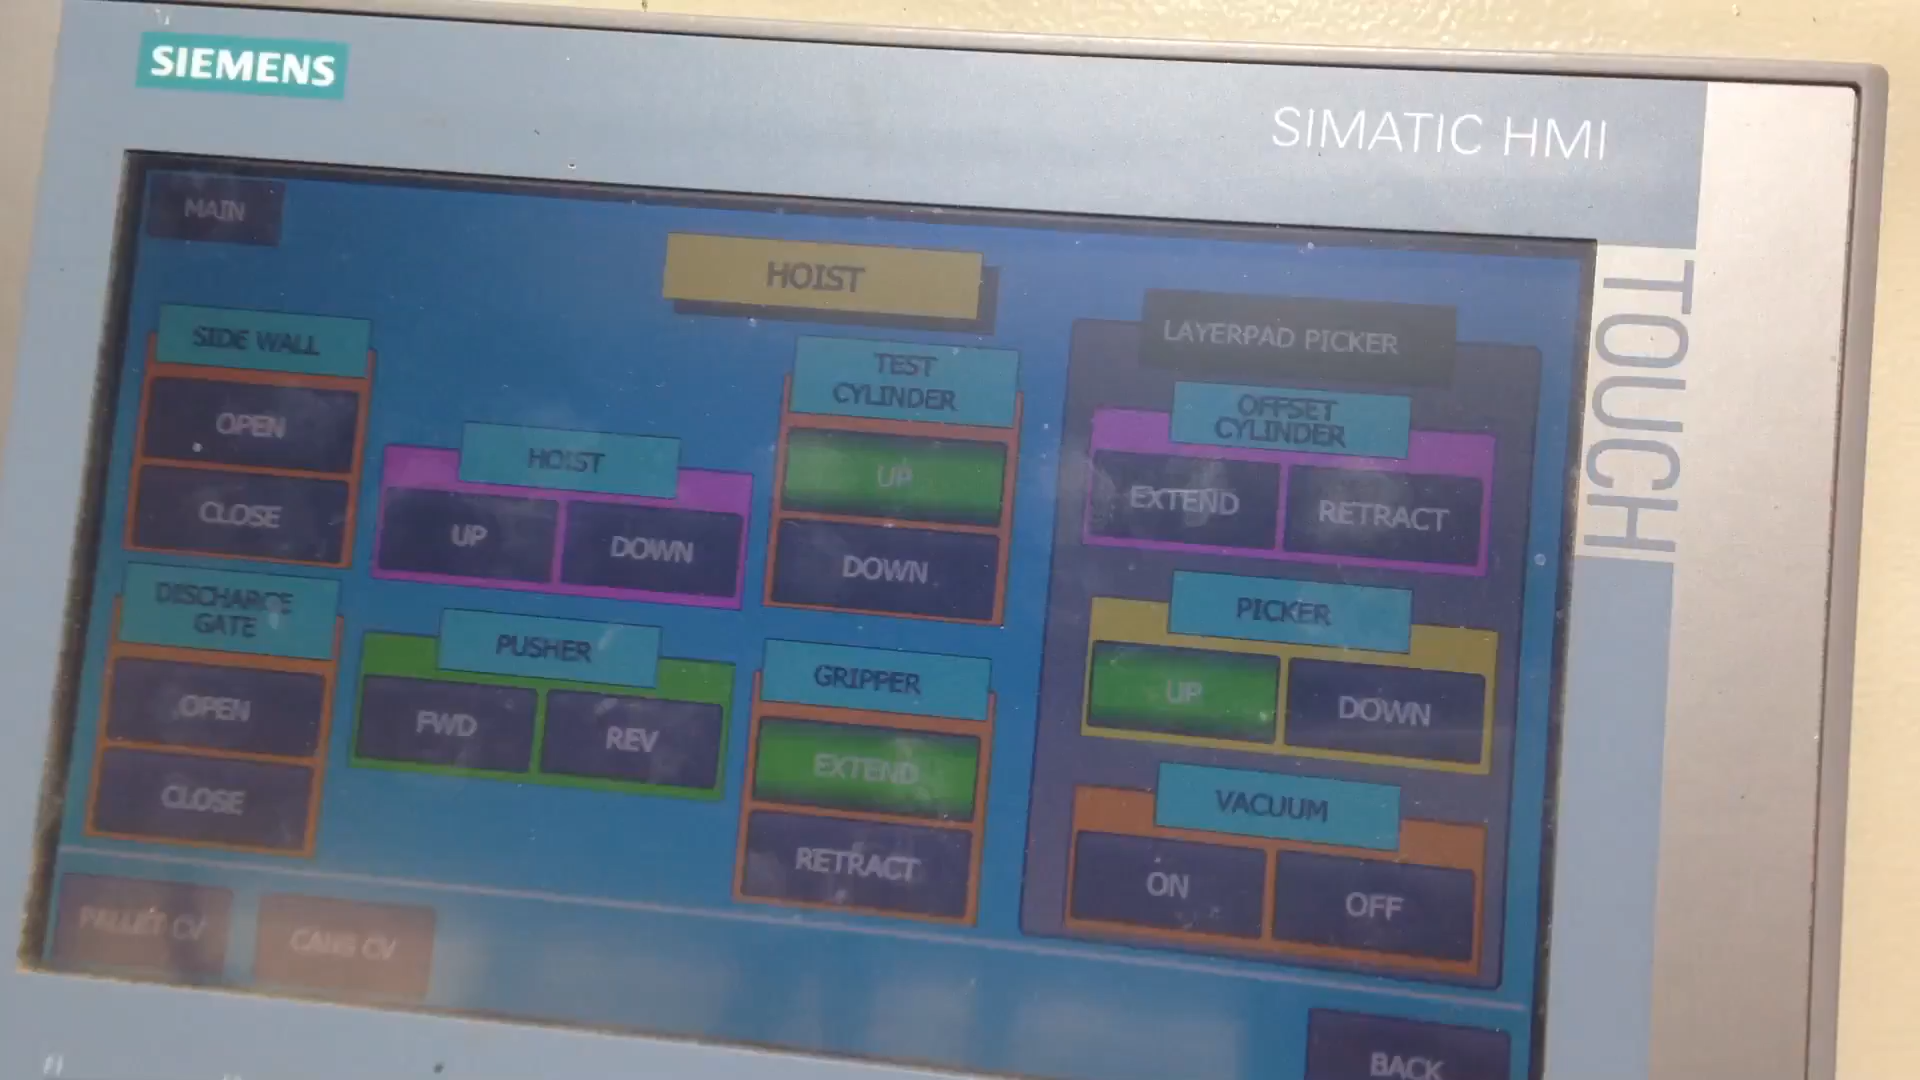 SIEMENS
SIMATIC HMI
TOUCH
MAIN
HOIST
SIDE WALL
OPEN
CLOSE
HOIST
UP
DOWN
TEST
CYLINDER
UP
DOWN
LAYERPAD PICKER
OFFSET
CYLINDER
EXTEND
RETRACT
DISCHARGE
GATE
OPEN
CLOSE
PUSHER
FWD
REV
GRIPPER
EXTEND
RETRACT
PICKER
UP
DOWN
VACUUM
ON
OFF
PALLET CV
CANS CV
BACK